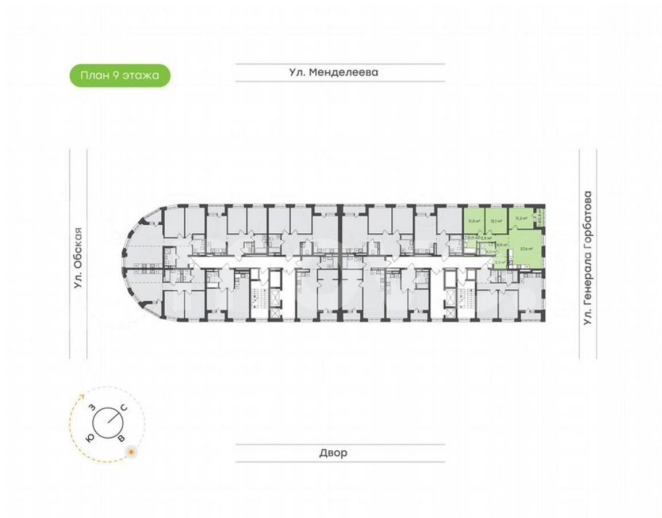 План 9 этажа
Ул. Менделеева
Ул. Обская
Ул. Генерала Горбатова
З
С
Ю
В
Двор